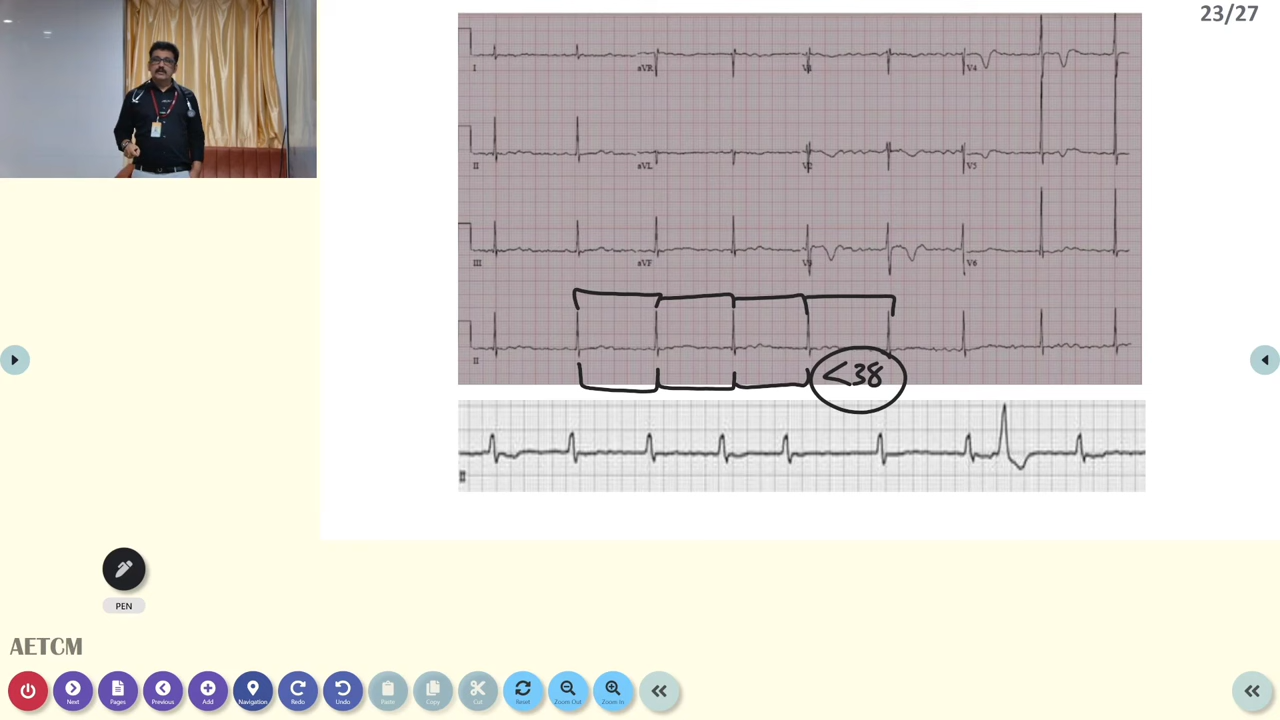 23/27
I aVR V1 V4
II aVL V2 V5
III aVF V3 V6
II
<38
II
PEN
AETCM
Next Pages Previous Add Navigation Redo Undo Paste Copy Cut Reset Zoom Out Zoom In